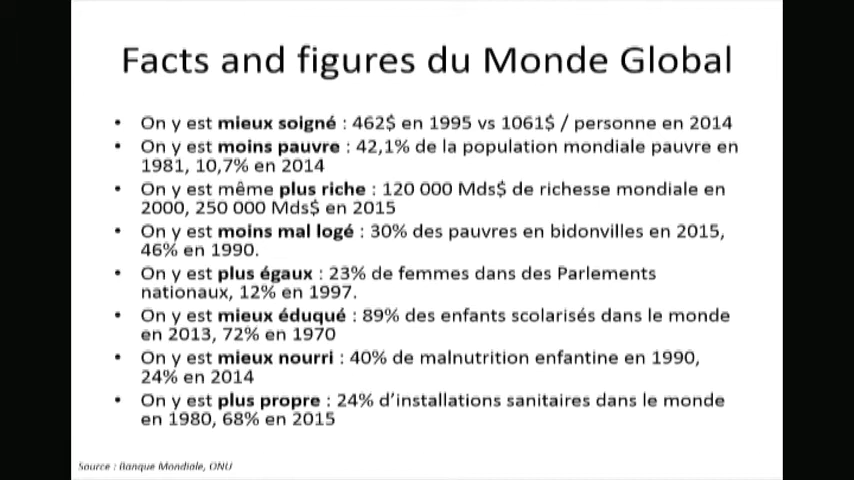 Facts and figures du Monde Global
• On y est mieux soigné : 462$ en 1995 vs 1061$ / personne en 2014
• On y est moins pauvre : 42,1% de la population mondiale pauvre en
1981, 10,7% en 2014
• On y est même plus riche : 120 000 Mds$ de richesse mondiale en
2000, 250 000 Mds$ en 2015
• On y est moins mal logé : 30% des pauvres en bidonvilles en 2015,
46% en 1990.
• On y est plus égaux : 23% de femmes dans des Parlements
nationaux, 12% en 1997.
• On y est mieux éduqué : 89% des enfants scolarisés dans le monde
en 2013, 72% en 1970
• On y est mieux nourri : 40% de malnutrition enfantine en 1990,
24% en 2014
• On y est plus propre : 24% d’installations sanitaires dans le monde
en 1980, 68% en 2015
Source : Banque Mondiale, ONU